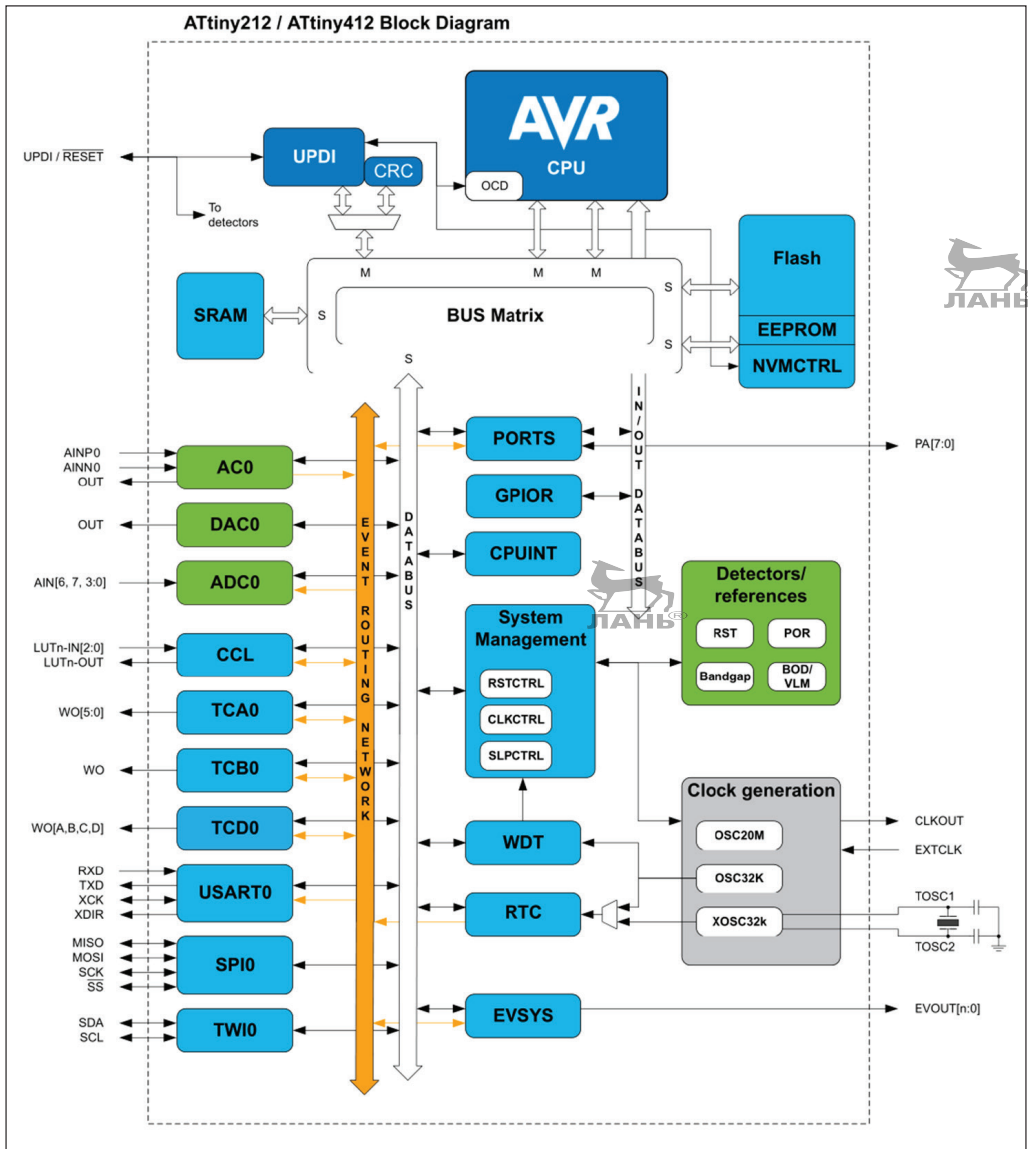 ATtiny212 / ATtiny412 Block Diagram
AVR
CPU
OCD
UPDI
CRC
UPDI / RESET
To
detectors
M
M
M
Flash
EEPROM
NVMCTRL
S
S
ЛАНЬ
SRAM
S
BUS Matrix
S
IN/OUT DATABUS
PORTS
PA[7:0]
AINP0
AINN0
OUT
AC0
GPIOR
OUT
DAC0
EVENT ROUTING NETWORK
DATABUS
CPUINT
AIN[6, 7, 3:0]
ADC0
ЛАНЬ®
Detectors/
references
RST
POR
Bandgap
BOD/
VLM
System
Management
RSTCTRL
CLKCTRL
SLPCTRL
LUTn-IN[2:0]
LUTn-OUT
CCL
WO[5:0]
TCA0
WO
TCB0
Clock generation
OSC20M
OSC32K
XOSC32k
CLKOUT
EXTCLK
TOSC1
TOSC2
WO[A,B,C,D]
TCD0
WDT
RXD
TXD
XCK
XDIR
USART0
RTC
MISO
MOSI
SCK
SS
SPI0
EVSYS
EVOUT[n:0]
SDA
SCL
TWI0